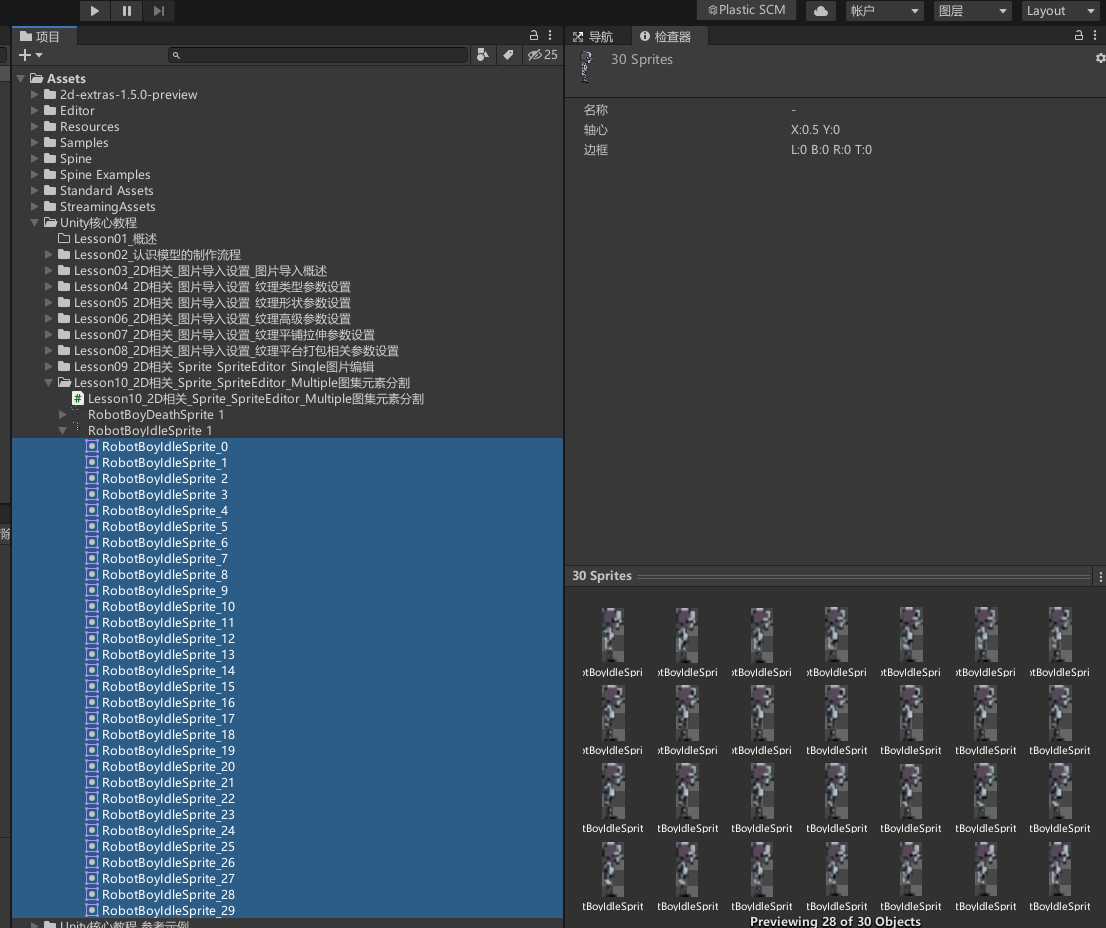 Plastic SCM
帐户
图层
Layout
项目
25
Assets
2d-extras-1.5.0-preview
Editor
Resources
Samples
Spine
Spine Examples
Standard Assets
StreamingAssets
Unity核心教程
Lesson01_概述
Lesson02_认识模型的制作流程
Lesson03_2D相关_图片导入设置_图片导入概述
Lesson04_2D相关_图片导入设置_纹理类型参数设置
Lesson05_2D相关_图片导入设置_纹理形状参数设置
Lesson06_2D相关_图片导入设置_纹理高级参数设置
Lesson07_2D相关_图片导入设置_纹理平铺拉伸参数设置
Lesson08_2D相关_图片导入设置_纹理平台打包相关参数设置
Lesson09_2D相关_Sprite_SpriteEditor_Single图片编辑
Lesson10_2D相关_Sprite_SpriteEditor_Multiple图集元素分割
Lesson10_2D相关_Sprite_SpriteEditor_Multiple图集元素分割
RobotBoyDeathSprite 1
RobotBoyIdleSprite 1
RobotBoyIdleSprite_0
RobotBoyIdleSprite_1
RobotBoyIdleSprite_2
RobotBoyIdleSprite_3
RobotBoyIdleSprite_4
RobotBoyIdleSprite_5
RobotBoyIdleSprite_6
RobotBoyIdleSprite_7
RobotBoyIdleSprite_8
RobotBoyIdleSprite_9
RobotBoyIdleSprite_10
RobotBoyIdleSprite_11
RobotBoyIdleSprite_12
RobotBoyIdleSprite_13
RobotBoyIdleSprite_14
RobotBoyIdleSprite_15
RobotBoyIdleSprite_16
RobotBoyIdleSprite_17
RobotBoyIdleSprite_18
RobotBoyIdleSprite_19
RobotBoyIdleSprite_20
RobotBoyIdleSprite_21
RobotBoyIdleSprite_22
RobotBoyIdleSprite_23
RobotBoyIdleSprite_24
RobotBoyIdleSprite_25
RobotBoyIdleSprite_26
RobotBoyIdleSprite_27
RobotBoyIdleSprite_28
RobotBoyIdleSprite_29
Unity核心教程_参考示例
导航
检查器
30 Sprites
名称 -
轴心 X:0.5 Y:0
边框 L:0 B:0 R:0 T:0
30 Sprites
otBoyIdleSpri otBoyIdleSpri otBoyIdleSpri otBoyIdleSpri otBoyIdleSpri otBoyIdleSpri otBoyIdleSpri
otBoyIdleSpri otBoyIdleSpri otBoyIdleSpri tBoyIdleSprit tBoyIdleSprit tBoyIdleSprit tBoyIdleSprit
tBoyIdleSprit tBoyIdleSprit tBoyIdleSprit tBoyIdleSprit tBoyIdleSprit tBoyIdleSprit tBoyIdleSprit
tBoyIdleSprit tBoyIdleSprit tBoyIdleSprit tBoyIdleSprit tBoyIdleSprit tBoyIdleSprit tBoyIdleSprit
Previewing 28 of 30 Objects